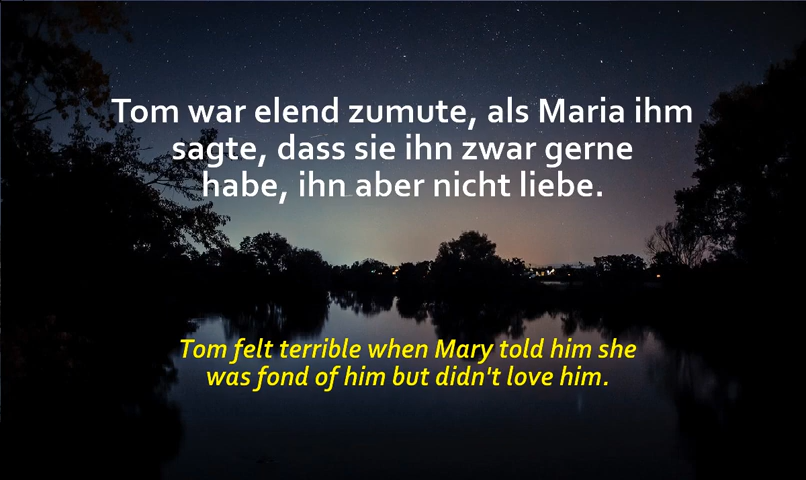 Tom war elend zumute, als Maria ihm
sagte, dass sie ihn zwar gerne
habe, ihn aber nicht liebe.
Tom felt terrible when Mary told him she
was fond of him but didn't love him.